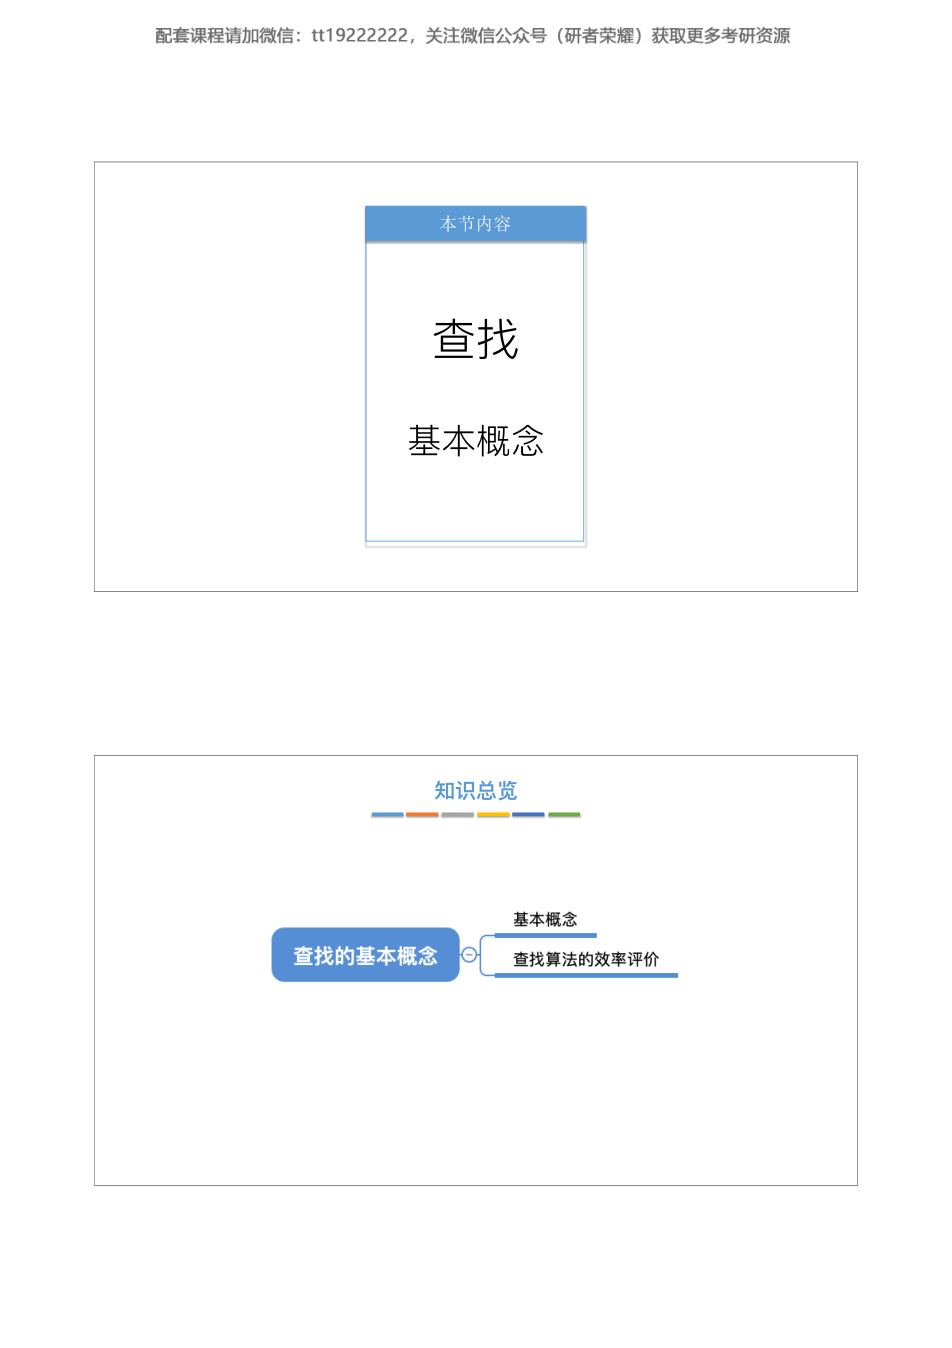 配套课程请加微信：tt19222222，关注微信公众号（研者荣耀）获取更多考研资源
本节内容
查找
基本概念
知识总览
查找的基本概念
基本概念
查找算法的效率评价